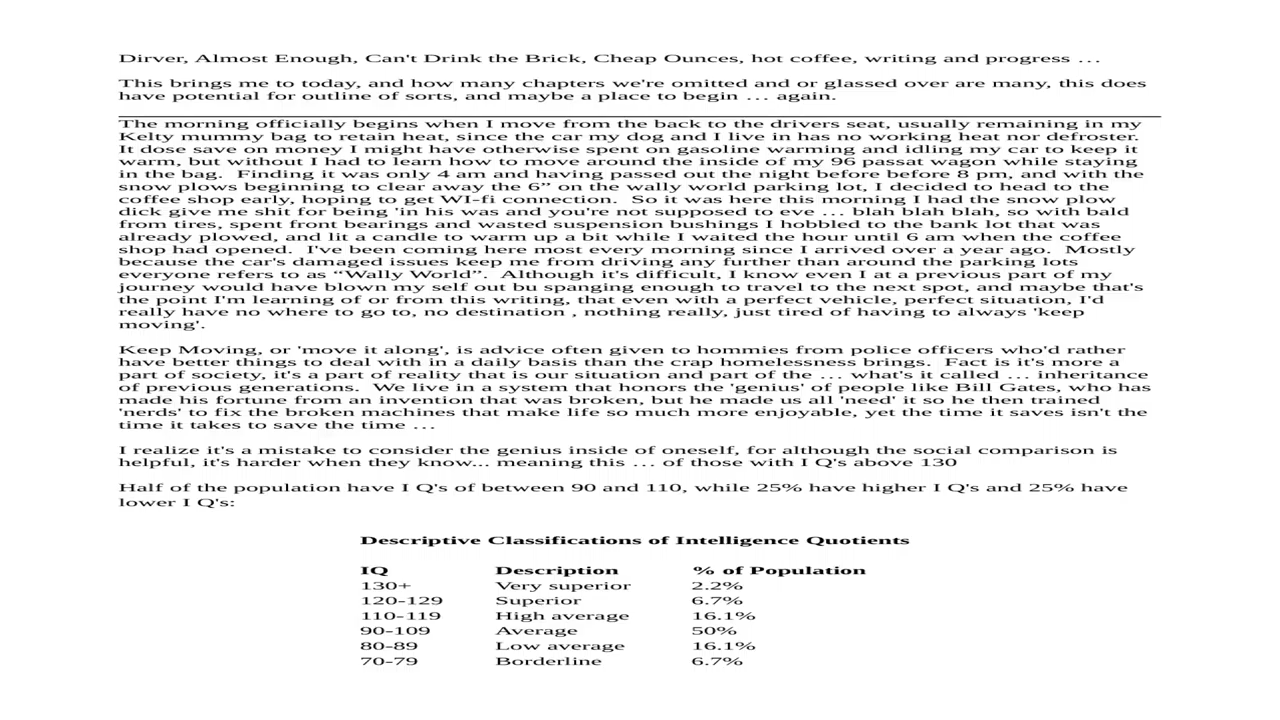 Dirver, Almost Enough, Can't Drink the Brick, Cheap Ounces, hot coffee, writing and progress …
This brings me to today, and how many chapters we're omitted and or glassed over are many, this does
have potential for outline of sorts, and maybe a place to begin … again.
The morning officially begins when I move from the back to the drivers seat, usually remaining in my
Kelty mummy bag to retain heat, since the car my dog and I live in has no working heat nor defroster.
It dose save on money I might have otherwise spent on gasoline warming and idling my car to keep it
warm, but without I had to learn how to move around the inside of my 96 passat wagon while staying
in the bag.  Finding it was only 4 am and having passed out the night before before 8 pm, and with the
snow plows beginning to clear away the 6” on the wally world parking lot, I decided to head to the
coffee shop early, hoping to get WI-fi connection.  So it was here this morning I had the snow plow
dick give me shit for being 'in his was and you're not supposed to eve … blah blah blah, so with bald
from tires, spent front bearings and wasted suspension bushings I hobbled to the bank lot that was
already plowed, and lit a candle to warm up a bit while I waited the hour until 6 am when the coffee
shop had opened.  I've been coming here most every morning since I arrived over a year ago.  Mostly
because the car's damaged issues keep me from driving any further than around the parking lots
everyone refers to as “Wally World”.  Although it's difficult, I know even I at a previous part of my
journey would have blown my self out bu spanging enough to travel to the next spot, and maybe that's
the point I'm learning of or from this writing, that even with a perfect vehicle, perfect situation, I'd
really have no where to go to, no destination , nothing really, just tired of having to always 'keep
moving'.
Keep Moving, or 'move it along', is advice often given to hommies from police officers who'd rather
have better things to deal with in a daily basis than the crap homelessness brings.  Fact is it's more a
part of society, it's a part of reality that is our situation and part of the … what's it called … inheritance
of previous generations.  We live in a system that honors the 'genius' of people like Bill Gates, who has
made his fortune from an invention that was broken, but he made us all 'need' it so he then trained
'nerds' to fix the broken machines that make life so much more enjoyable, yet the time it saves isn't the
time it takes to save the time …
I realize it's a mistake to consider the genius inside of oneself, for although the social comparison is
helpful, it's harder when they know... meaning this … of those with I Q's above 130
Half of the population have I Q's of between 90 and 110, while 25% have higher I Q's and 25% have
lower I Q's:
Descriptive Classifications of Intelligence Quotients
IQ Description % of Population
130+ Very superior 2.2%
120-129 Superior 6.7%
110-119 High average 16.1%
90-109 Average 50%
80-89 Low average 16.1%
70-79 Borderline 6.7%